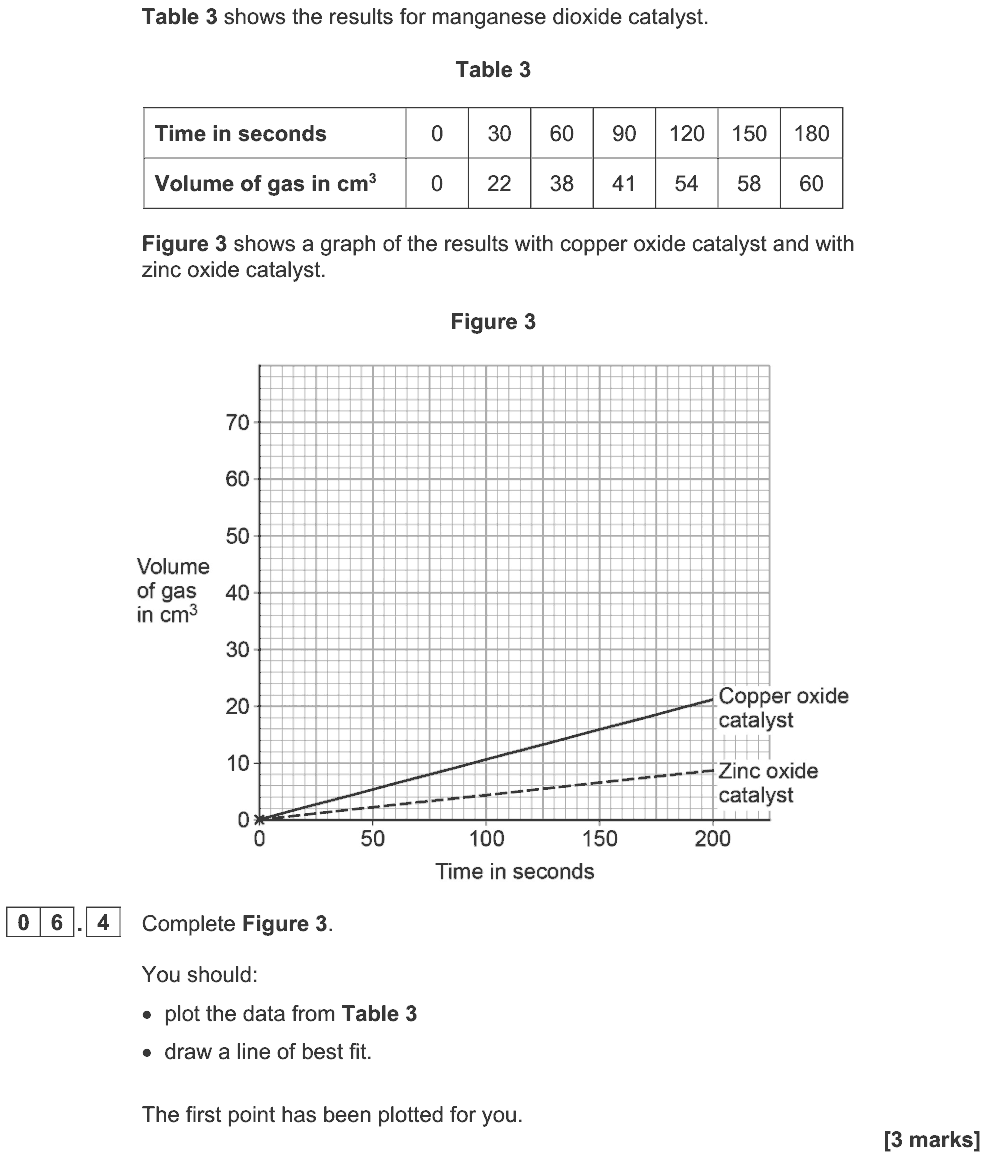 Table 3 shows the results for manganese dioxide catalyst.
Table 3
Time in seconds 0 30 60 90 120 150 180
Volume of gas in cm³ 0 22 38 41 54 58 60
Figure 3 shows a graph of the results with copper oxide catalyst and with
zinc oxide catalyst.
Figure 3
70
60
50
Volume
of gas
in cm³
40
30
20
10
0
Copper oxide
catalyst
Zinc oxide
catalyst
0 50 100 150 200
Time in seconds
0 6 . 4 Complete Figure 3.
You should:
• plot the data from Table 3
• draw a line of best fit.
The first point has been plotted for you.
[3 marks]